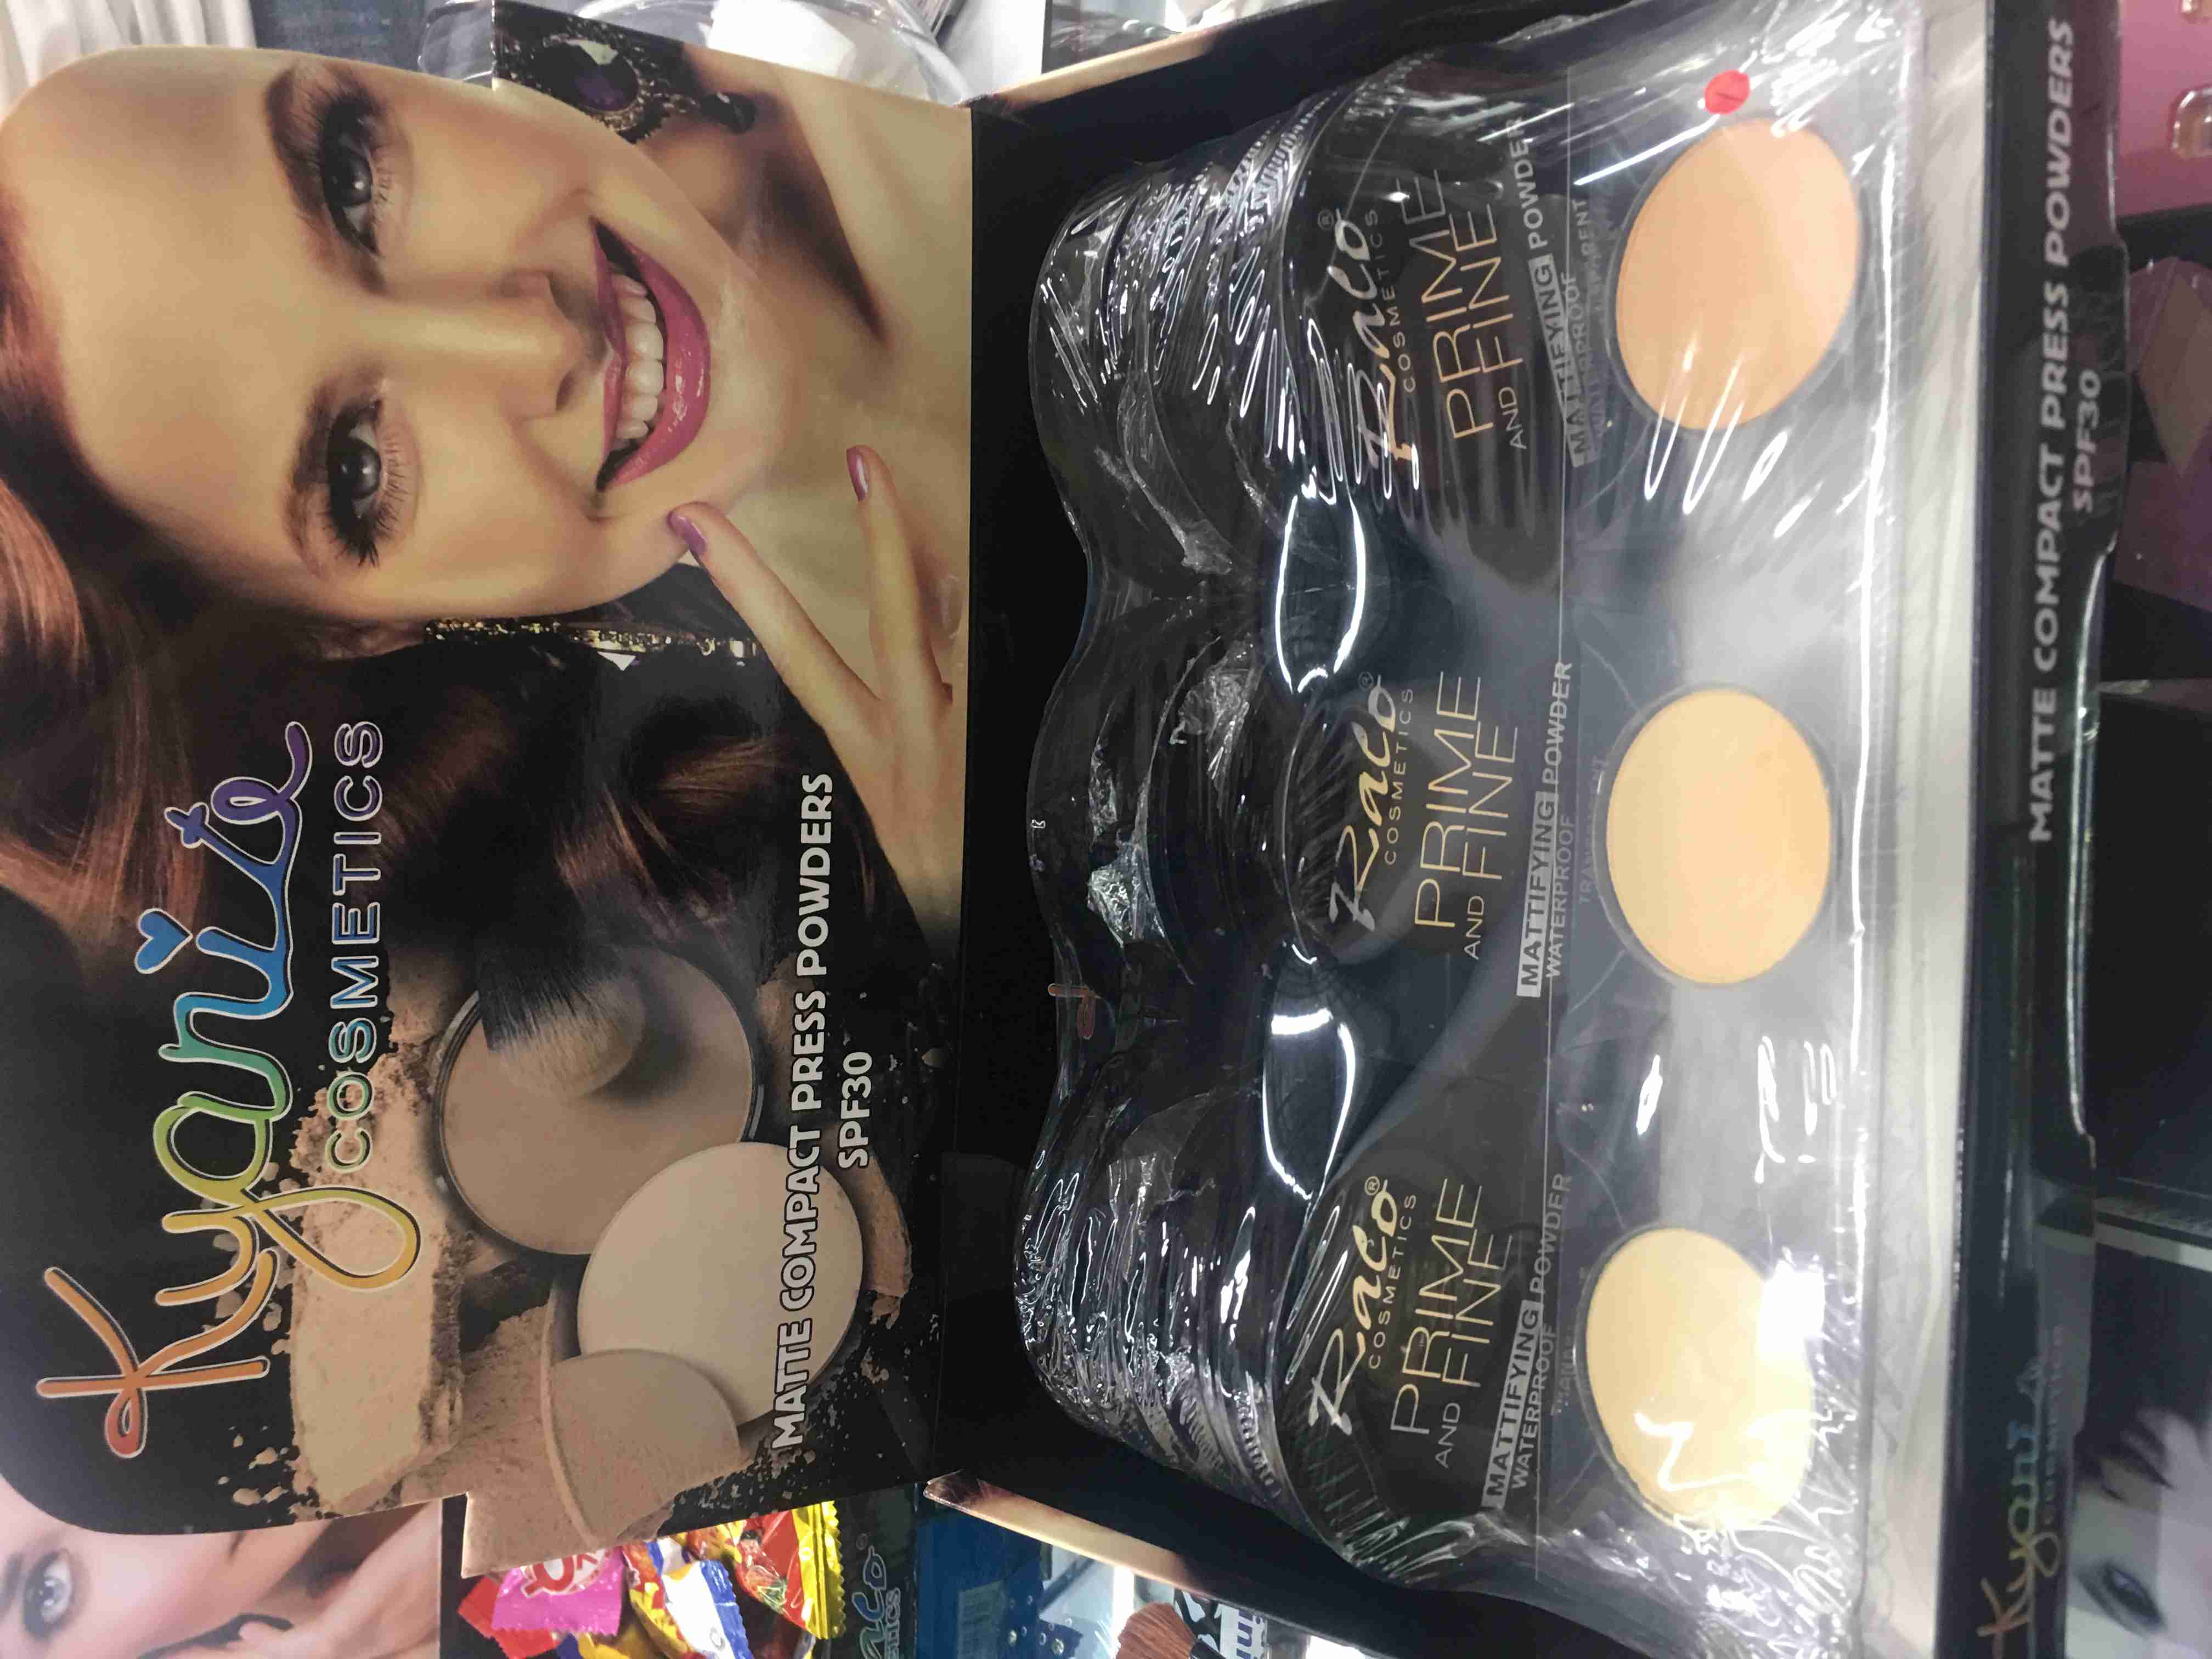 Kyanis
COSMETICS
MATTE COMPACT PRESS POWDERS
SPF30
Raco®
COSMETICS
PRIME
AND FINE
MATTIFYING POWDER
WATERPROOF
Raco®
COSMETICS
PRIME
AND FINE
MATTIFYING POWDER
WATERPROOF
Raco®
COSMETICS
PRIME
AND FINE
MATTIFYING POWDER
WATERPROOF
MATTE COMPACT PRESS POWDERS
SPF30